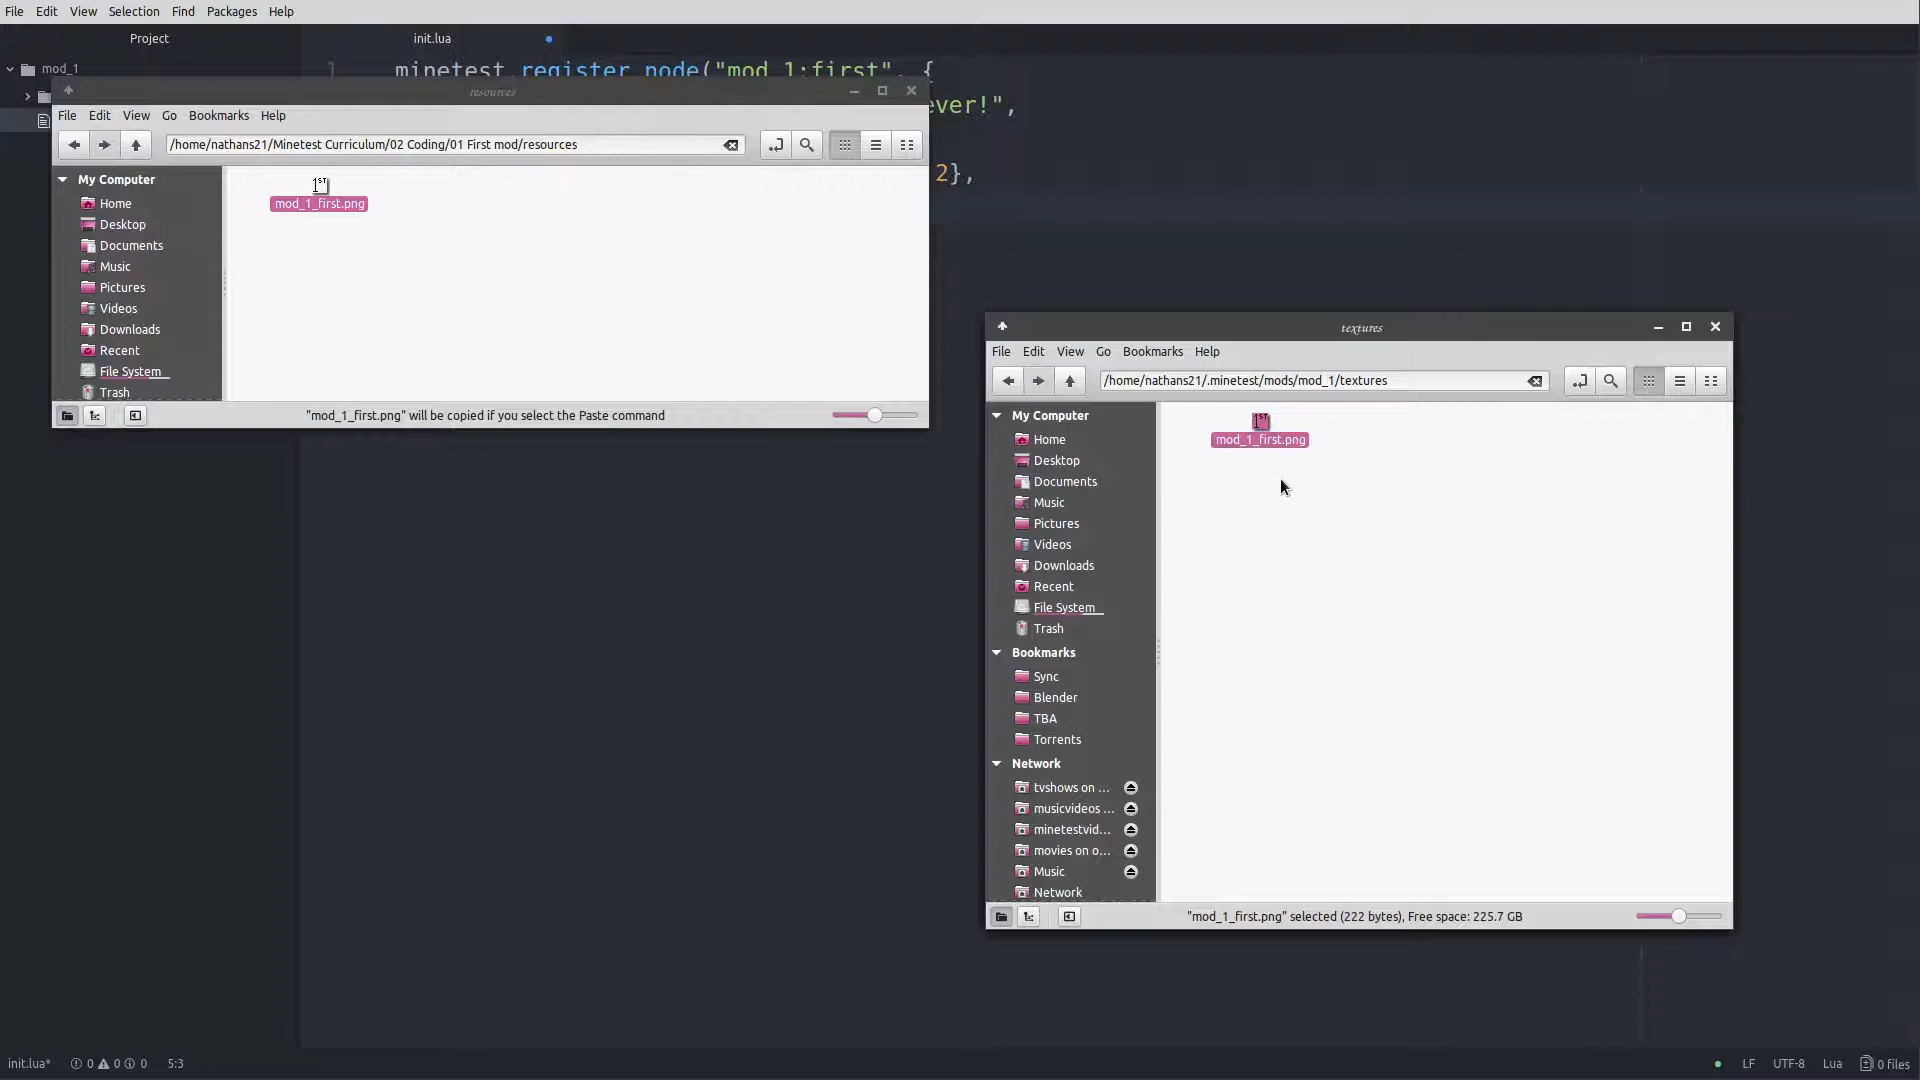 File Edit View Selection Find Packages Help
Project
init.lua
mod_1
1 minetest.register_node("mod_1:first", {
ever!",
2},
resources
File Edit View Go Bookmarks Help
/home/nathans21/Minetest Curriculum/02 Coding/01 First mod/resources
My Computer
Home
Desktop
Documents
Music
Pictures
Videos
Downloads
Recent
File System
Trash
1ST
mod_1_first.png
"mod_1_first.png" will be copied if you select the Paste command
textures
File Edit View Go Bookmarks Help
/home/nathans21/.minetest/mods/mod_1/textures
My Computer
Home
Desktop
Documents
Music
Pictures
Videos
Downloads
Recent
File System
Trash
Bookmarks
Sync
Blender
TBA
Torrents
Network
tvshows on ...
musicvideos ...
minetestvid...
movies on o...
Music
Network
1ST
mod_1_first.png
"mod_1_first.png" selected (222 bytes), Free space: 225.7 GB
init.lua* 0 0 0 5:3 LF UTF-8 Lua 0 files